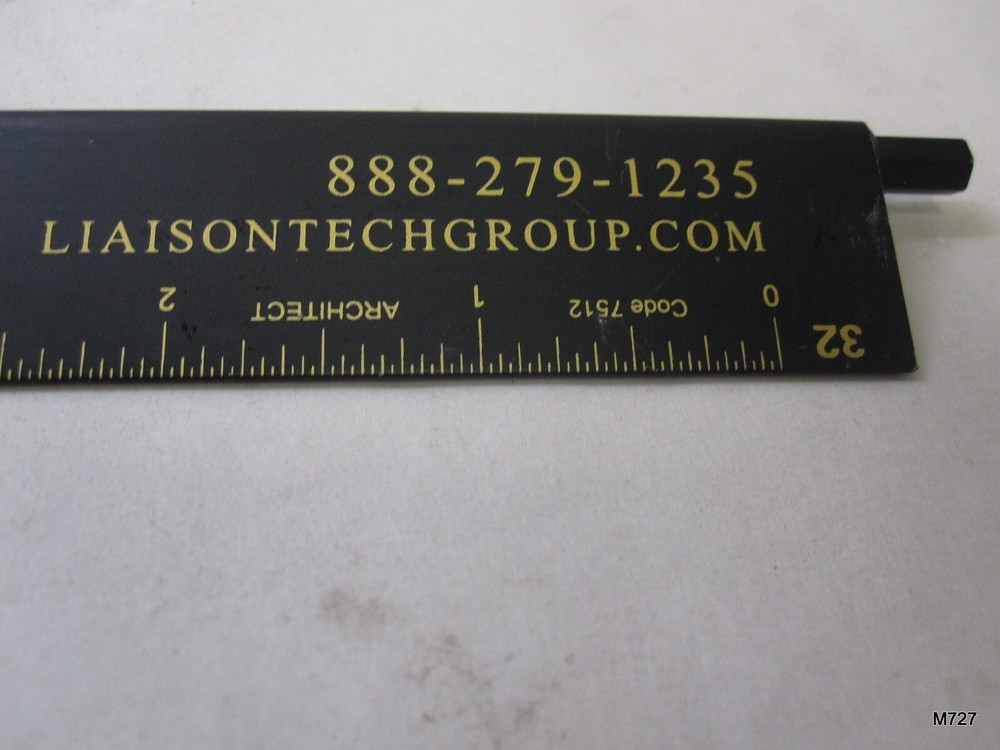 888-279-1235
LIAISONTECHGROUP.COM
2 ARCHITECT 1 Code 7512 0
32
M727